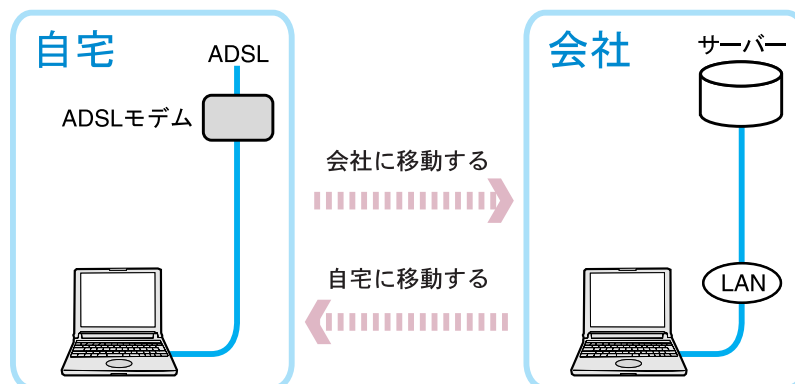 自宅
ADSL
ADSLモデム
会社に移動する
自宅に移動する
会社
サーバー
LAN